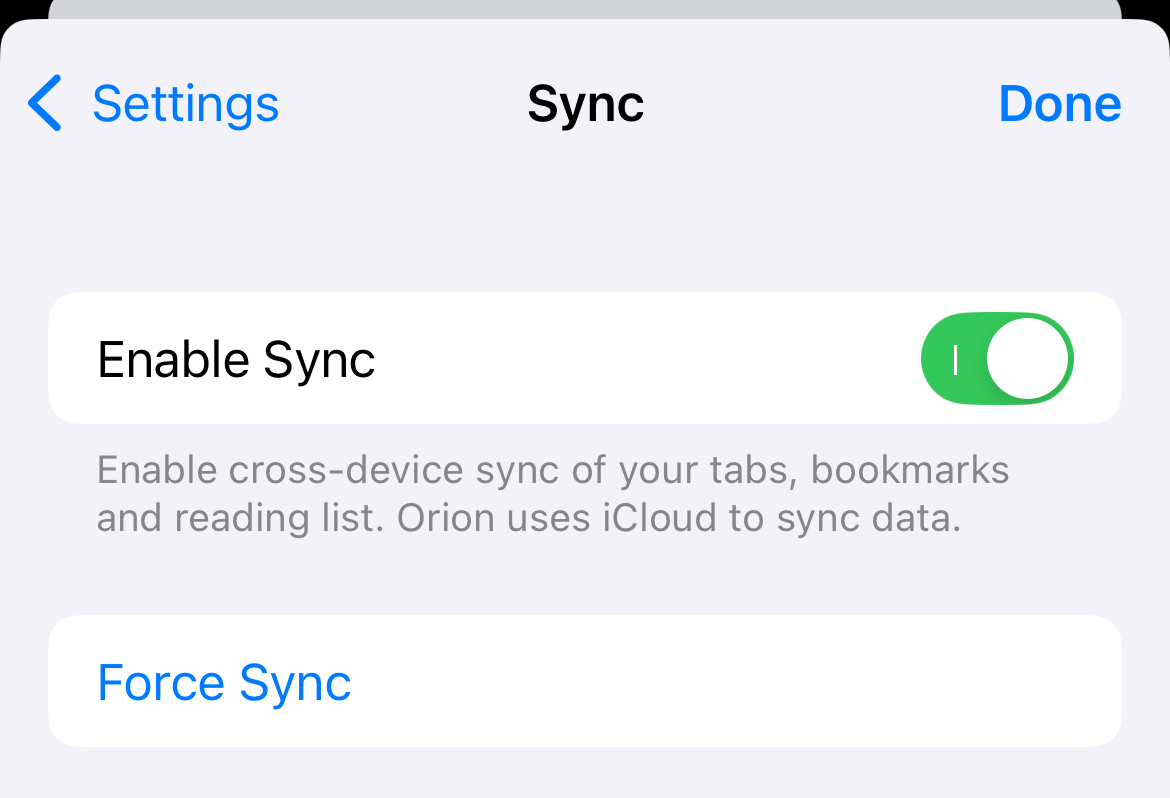 Settings
Sync
Done
Enable Sync
Enable cross-device sync of your tabs, bookmarks
and reading list. Orion uses iCloud to sync data.
Force Sync